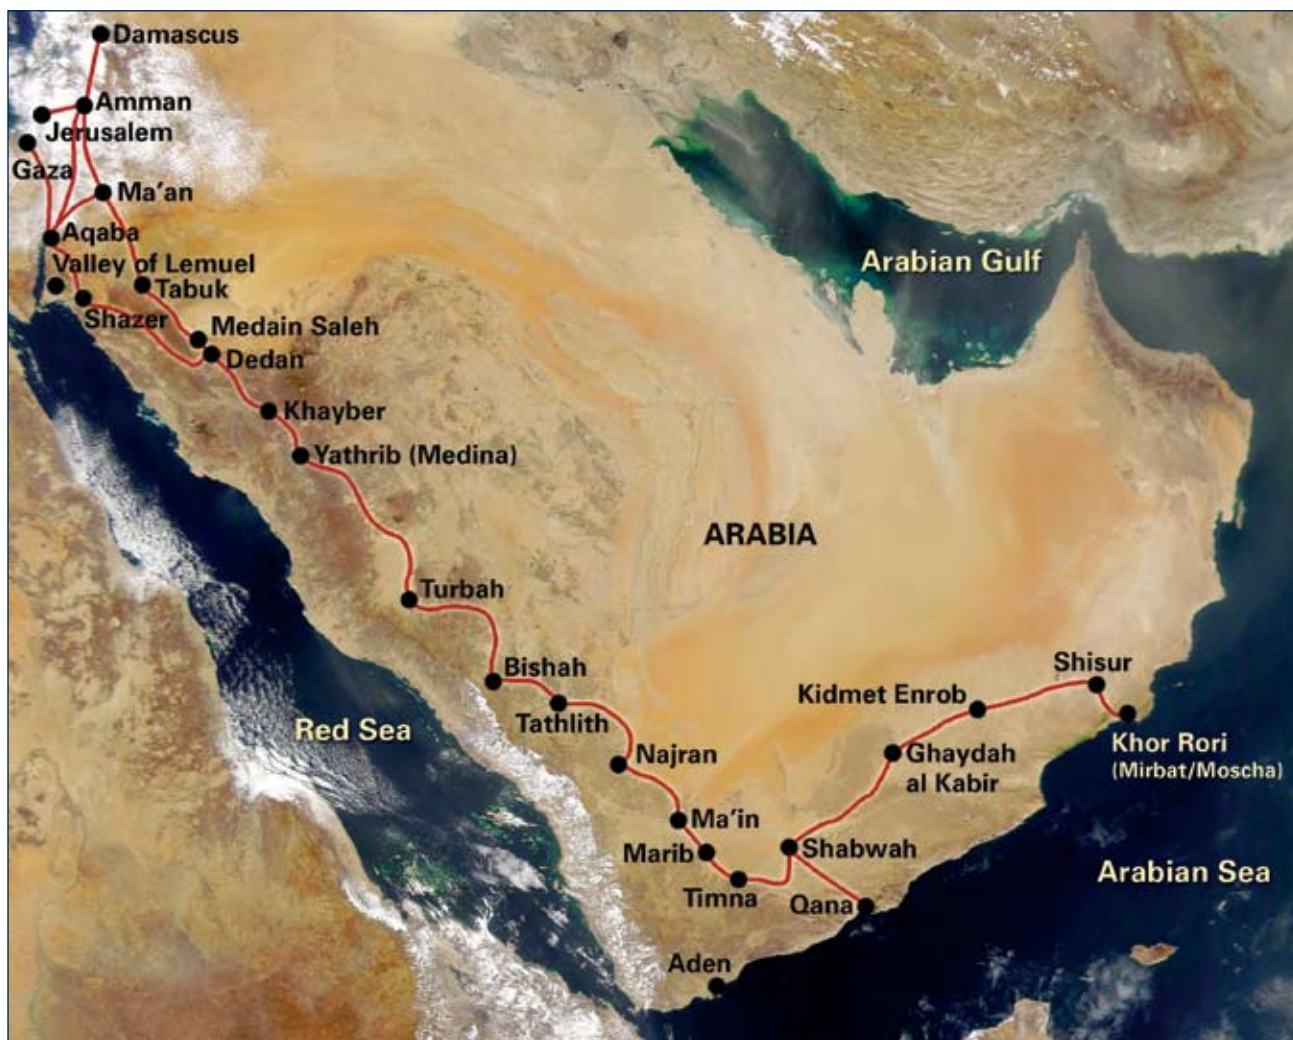 Damascus
Amman
Jerusalem
Gaza
Ma'an
Aqaba
Valley of Lemuel
Tabuk
Shazer
Medain Saleh
Dedan
Khayber
Yathrib (Medina)
Arabian Gulf
ARABIA
Turbah
Bishah
Tathlith
Red Sea
Najran
Ma'in
Marib
Timna
Shabwah
Qana
Aden
Shisur
Kidmet Enrob
Ghaydah
al Kabir
Khor Rori
(Mirbat/Moscha)
Arabian Sea